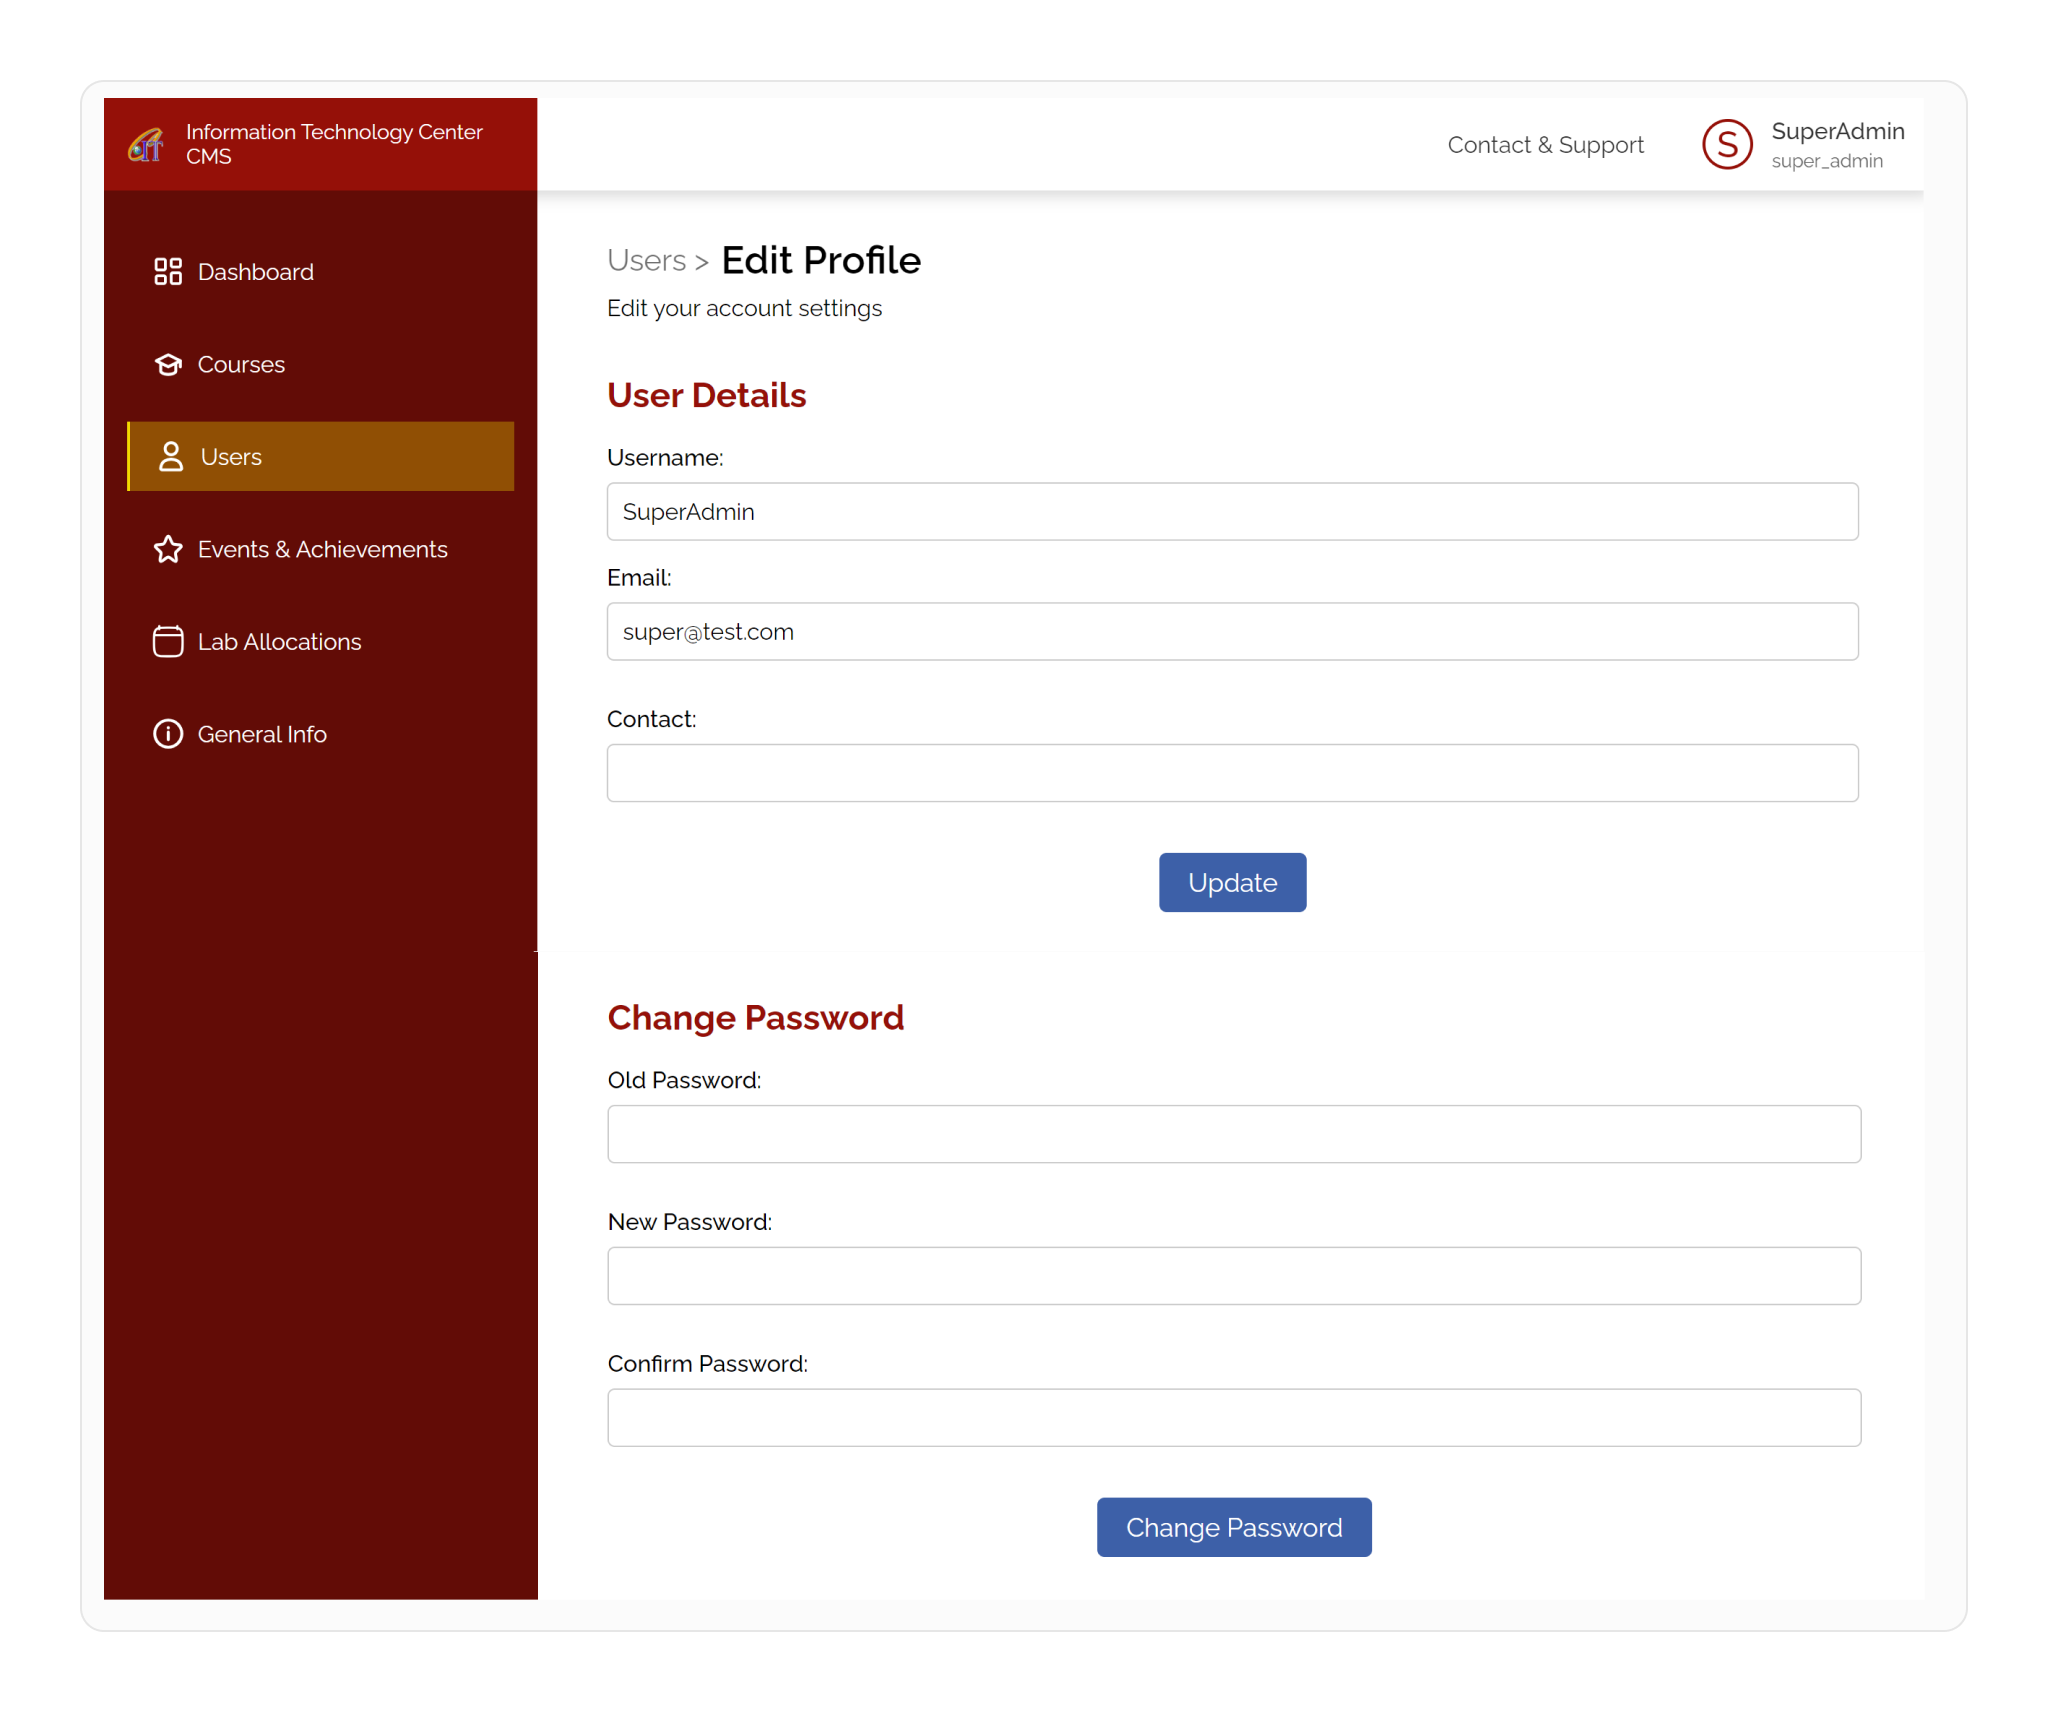 Information Technology Center
CMS
Contact & Support
S
SuperAdmin
super_admin
Dashboard
Courses
Users
Events & Achievements
Lab Allocations
General Info
Users > Edit Profile
Edit your account settings
User Details
Username:
SuperAdmin
Email:
super@test.com
Contact:
Update
Change Password
Old Password:
New Password:
Confirm Password:
Change Password